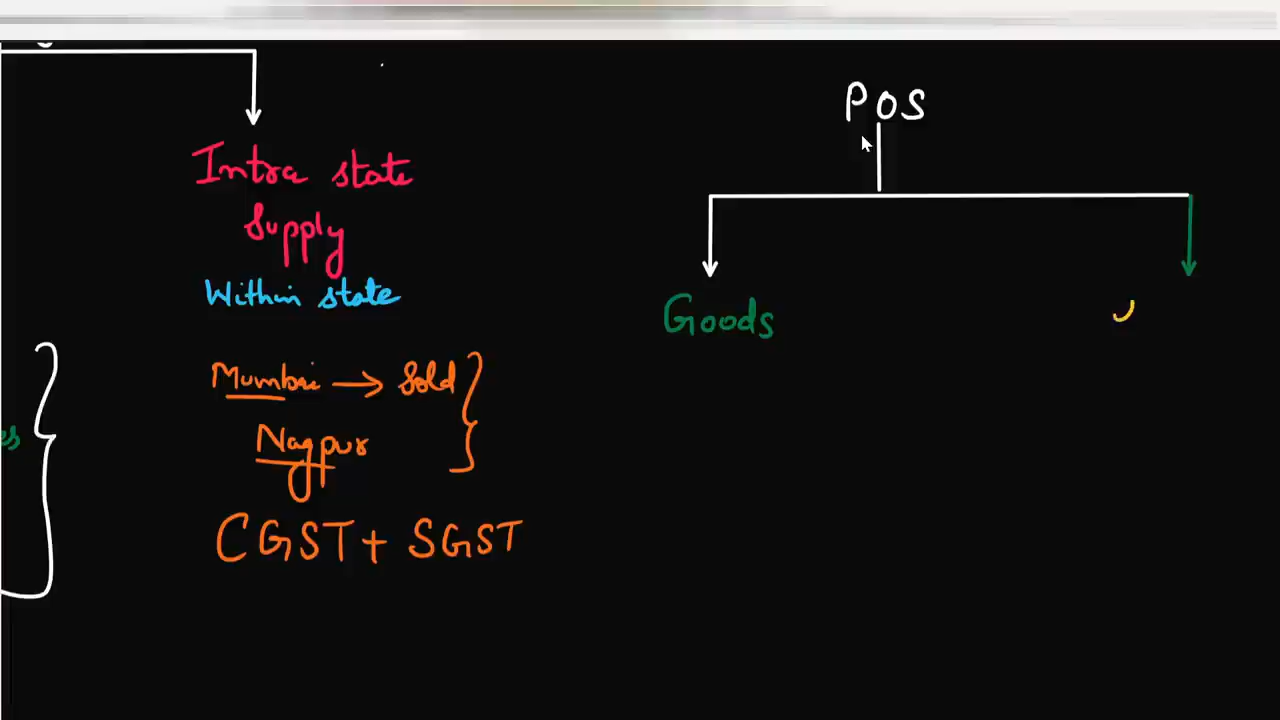 Intra state
Supply
Within state
Mumbai → Sold
Nagpur
CGST + SGST
POS
Goods